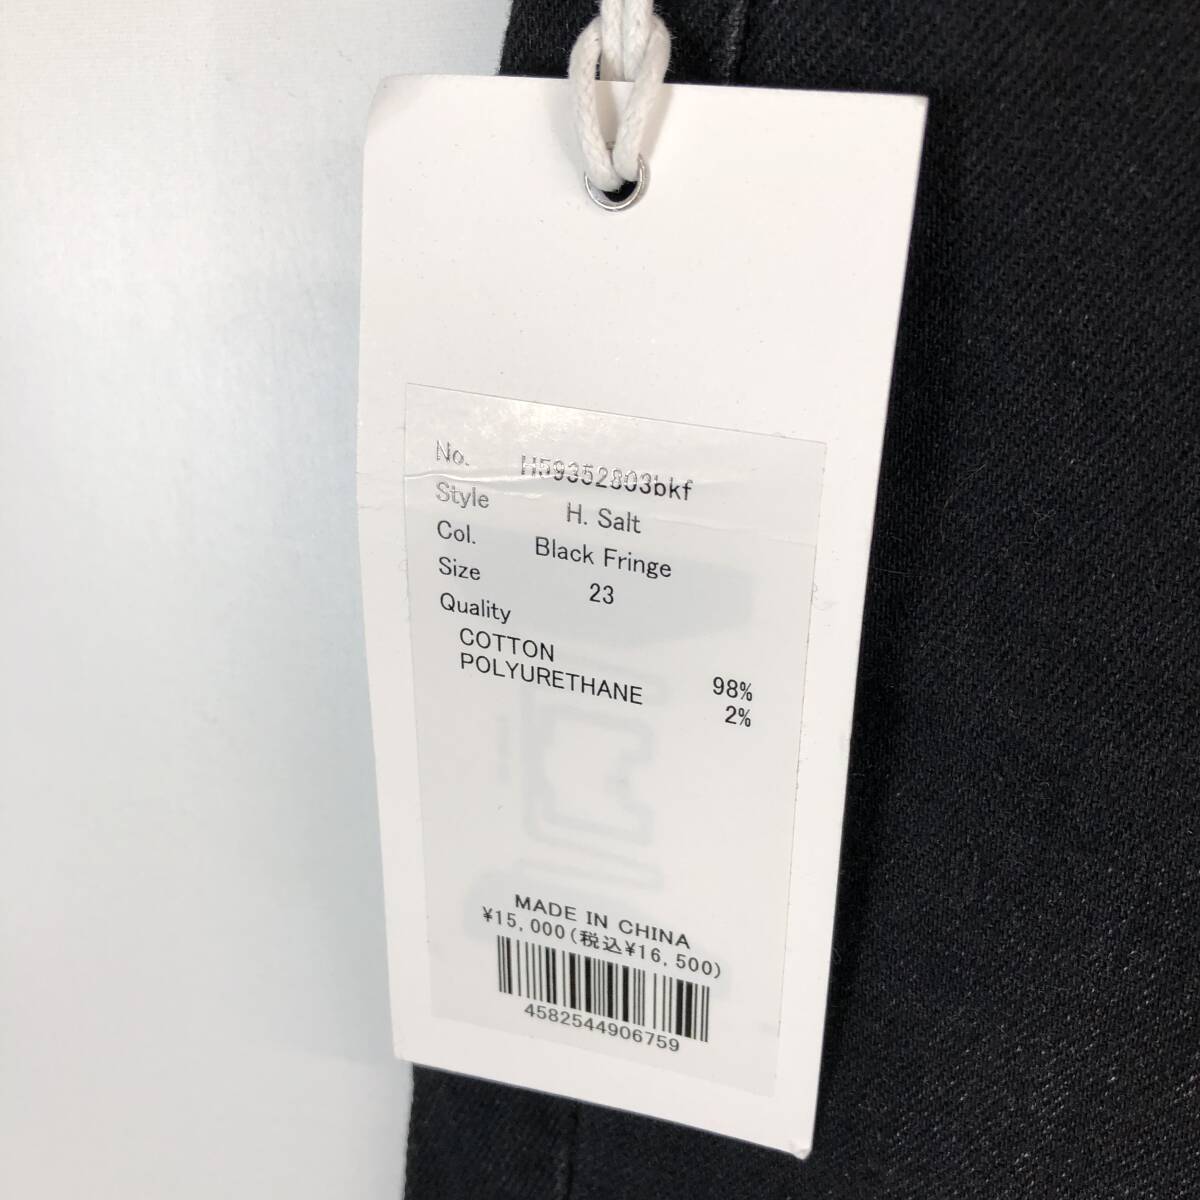 No. H59352803bkf
Style H. Salt
Col. Black Fringe
Size 23
Quality
COTTON 98%
POLYURETHANE 2%
MADE IN CHINA
¥15,000(税込¥16,500)
4582544906759